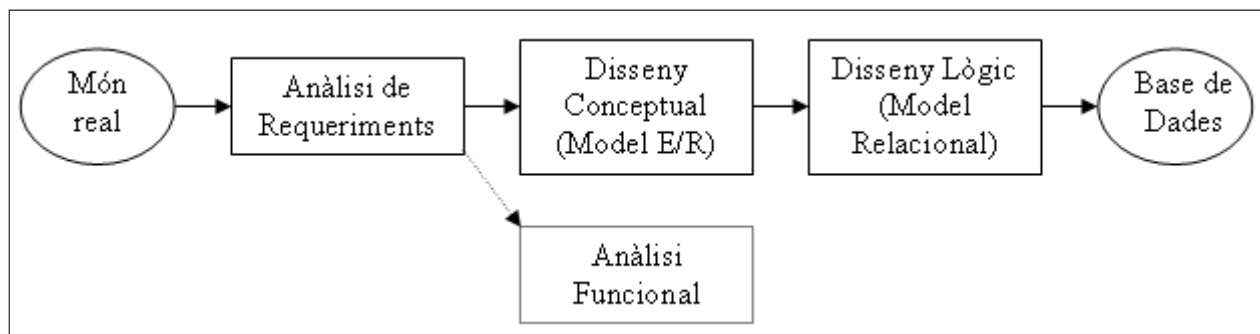 Món
real
Anàlisi de
Requeriments
Disseny
Conceptual
(Model E/R)
Disseny Lògic
(Model
Relacional)
Base de
Dades
Anàlisi
Funcional